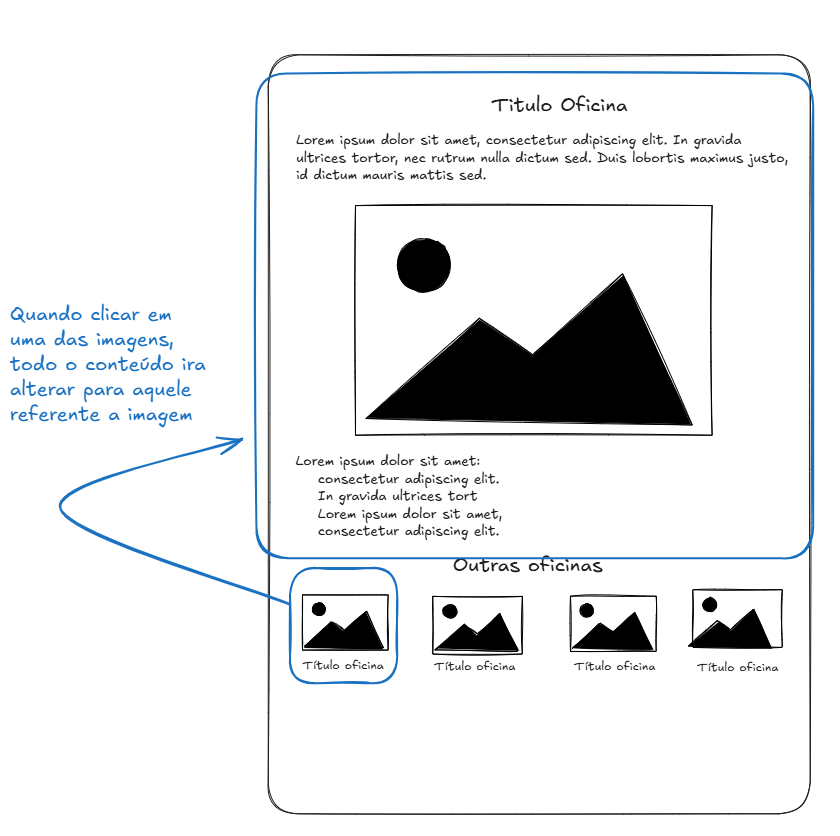 Titulo Oficina
Lorem ipsum dolor sit amet, consectetur adipiscing elit. In gravida
ultrices tortor, nec rutrum nulla dictum sed. Duis lobortis maximus justo,
id dictum mauris mattis sed.
Quando clicar em
uma das imagens,
todo o conteúdo ira
alterar para aquele
referente a imagem
Lorem ipsum dolor sit amet:
consectetur adipiscing elit.
In gravida ultrices tort
Lorem ipsum dolor sit amet,
consectetur adipiscing elit.
Outras oficinas
Título oficina
Título oficina
Título oficina
Título oficina